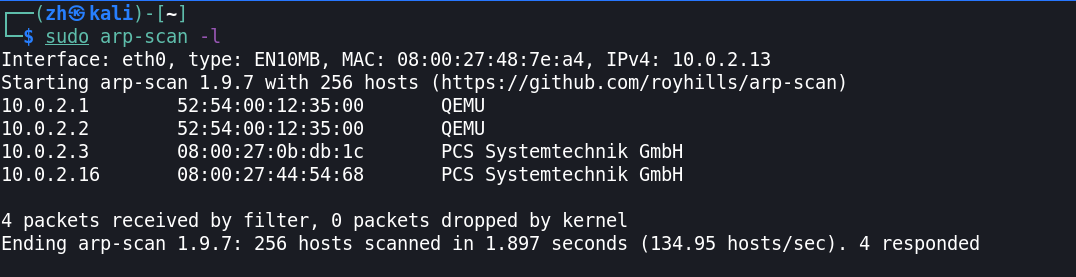 ┌──(zh㉿kali)-[~]
└─$ sudo arp-scan -l
Interface: eth0, type: EN10MB, MAC: 08:00:27:48:7e:a4, IPv4: 10.0.2.13
Starting arp-scan 1.9.7 with 256 hosts (https://github.com/royhills/arp-scan)
10.0.2.1        52:54:00:12:35:00       QEMU
10.0.2.2        52:54:00:12:35:00       QEMU
10.0.2.3        08:00:27:0b:db:1c       PCS Systemtechnik GmbH
10.0.2.16       08:00:27:44:54:68       PCS Systemtechnik GmbH

4 packets received by filter, 0 packets dropped by kernel
Ending arp-scan 1.9.7: 256 hosts scanned in 1.897 seconds (134.95 hosts/sec). 4 responded